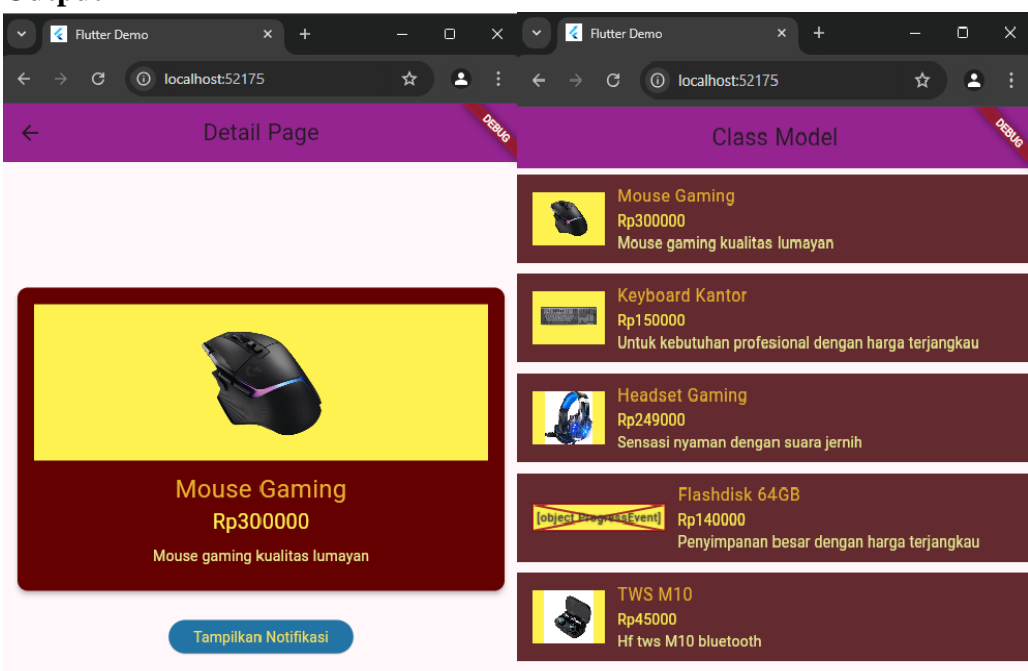 Flutter Demo
localhost:52175
Detail Page
DEBUG
Mouse Gaming
Rp300000
Mouse gaming kualitas lumayan
Tampilkan Notifikasi
Flutter Demo
localhost:52175
Class Model
DEBUG
Mouse Gaming
Rp300000
Mouse gaming kualitas lumayan
Keyboard Kantor
Rp150000
Untuk kebutuhan profesional dengan harga terjangkau
Headset Gaming
Rp249000
Sensasi nyaman dengan suara jernih
[object ProgressEvent]
Flashdisk 64GB
Rp140000
Penyimpanan besar dengan harga terjangkau
TWS M10
Rp45000
Hf tws M10 bluetooth